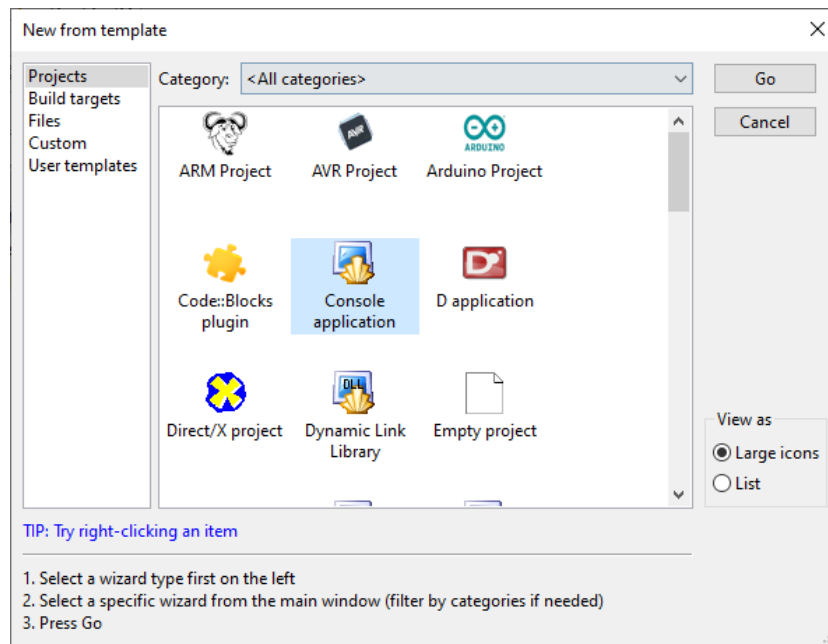 New from template
Projects
Build targets
Files
Custom
User templates
Category: <All categories>
Go
Cancel
AVR
ARDUINO
ARM Project AVR Project Arduino Project
Code::Blocks plugin
Console application
D application
DLL
Direct/X project
Dynamic Link Library
Empty project
View as
Large icons
List
TIP: Try right-clicking an item
1. Select a wizard type first on the left
2. Select a specific wizard from the main window (filter by categories if needed)
3. Press Go